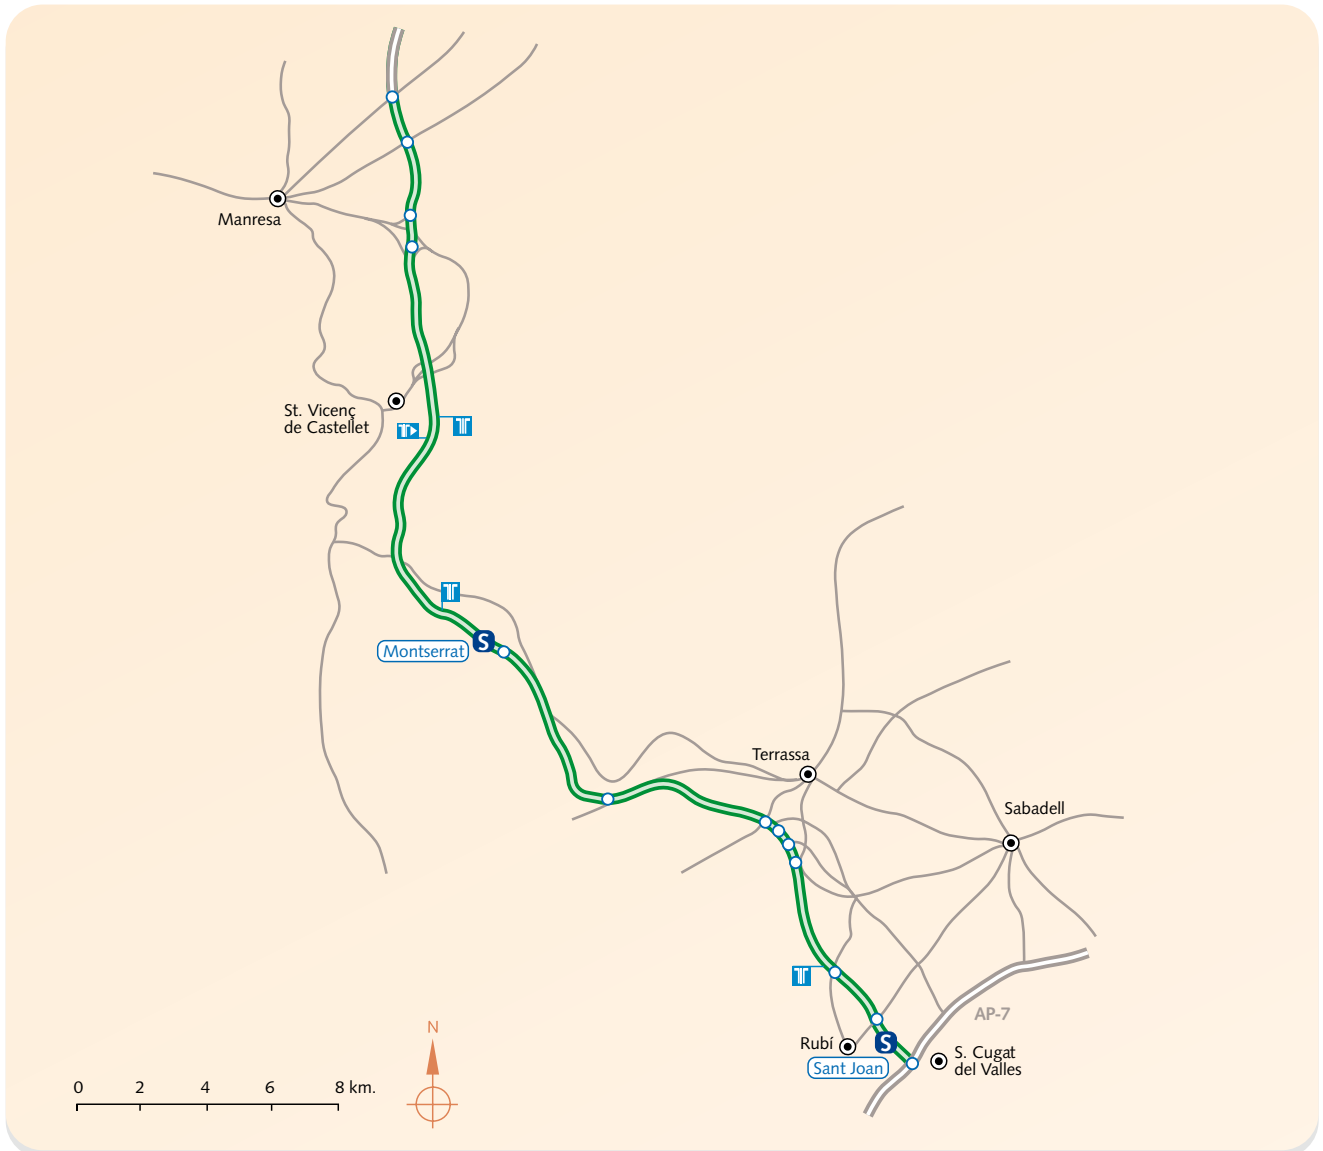 Manresa
St. Vicenç
de Castellet
S
Montserrat
Terrassa
Sabadell
AP-7
Rubí
S
Sant Joan
S. Cugat
del Valles
N
0 2 4 6 8 km.